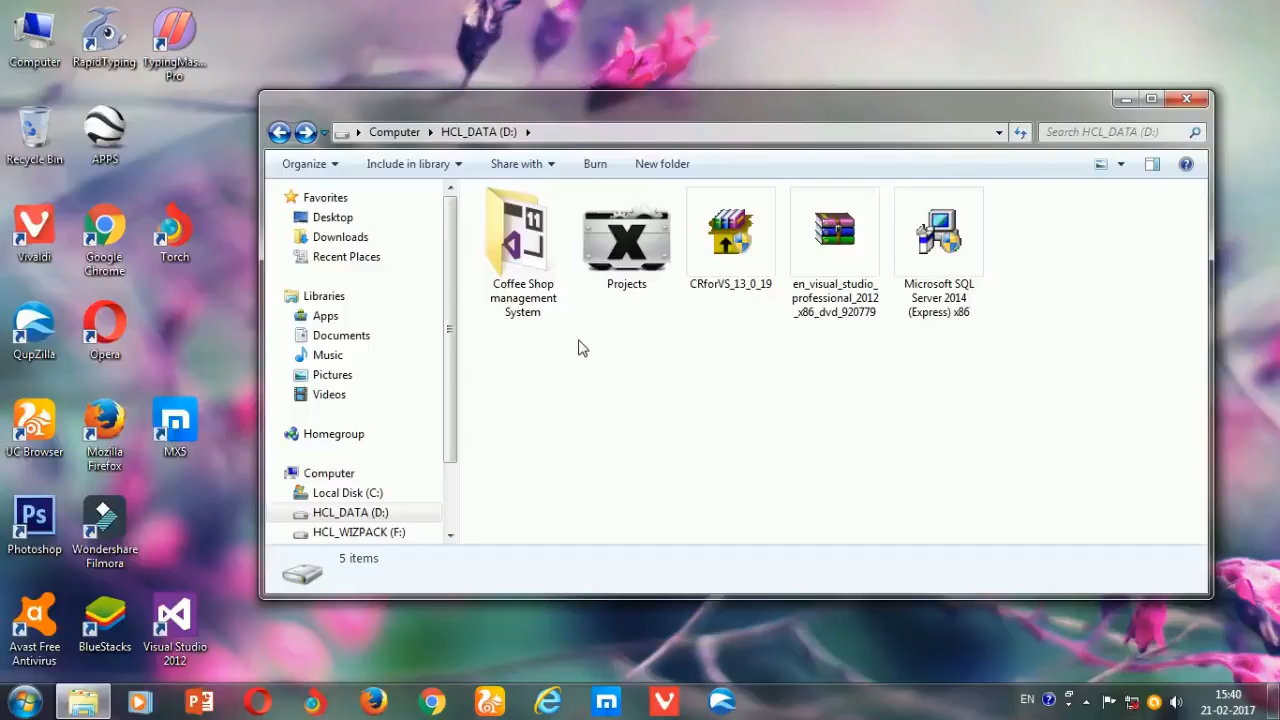 Computer
RapidTyping
TypingMas...
Pro
Recycle Bin
APPS
Vivaldi
Google
Chrome
Torch
QupZilla
Opera
UC Browser
Mozilla
Firefox
MX5
Ps
Photoshop
Wondershare
Filmora
Avast Free
Antivirus
BlueStacks
Visual Studio
2012
Computer HCL_DATA (D:)
Search HCL_DATA (D:)
Organize Include in library Share with Burn New folder
Favorites
Desktop
Downloads
Recent Places
Libraries
Apps
Documents
Music
Pictures
Videos
Homegroup
Computer
Local Disk (C:)
HCL_DATA (D:)
HCL_WIZPACK (F:)
11
Coffee Shop
management
System
X
Projects
CRforVS_13_0_19
en_visual_studio_
professional_2012
_x86_dvd_920779
Microsoft SQL
Server 2014
(Express) x86
5 items
EN
15:40
21-02-2017